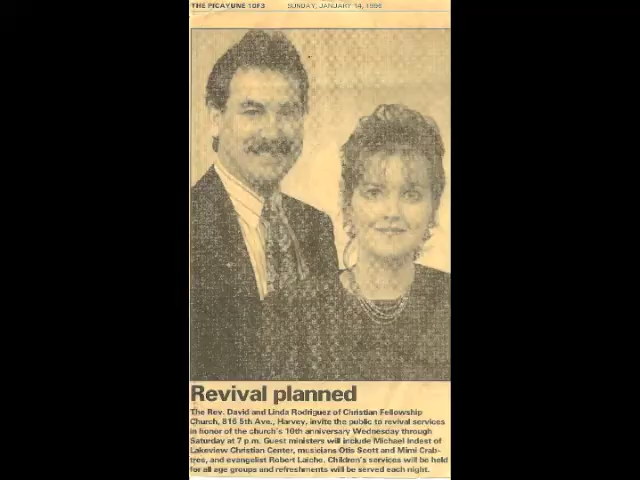 THE PICAYUNE 10F3 SUNDAY, JANUARY 14, 1996
Revival planned
The Rev. David and Linda Rodriguez of Christian Fellowship
Church, 816 5th Ave., Harvey, invite the public to revival services
in honor of the church's 10th anniversary Wednesday through
Saturday at 7 p.m. Guest ministers will include Michael Indest of
Lakeview Christian Center, musicians Otis Scott and Mimi Crab-
tree, and evangelist Robert Laiche. Children's services will be held
for all age groups and refreshments will be served each night.